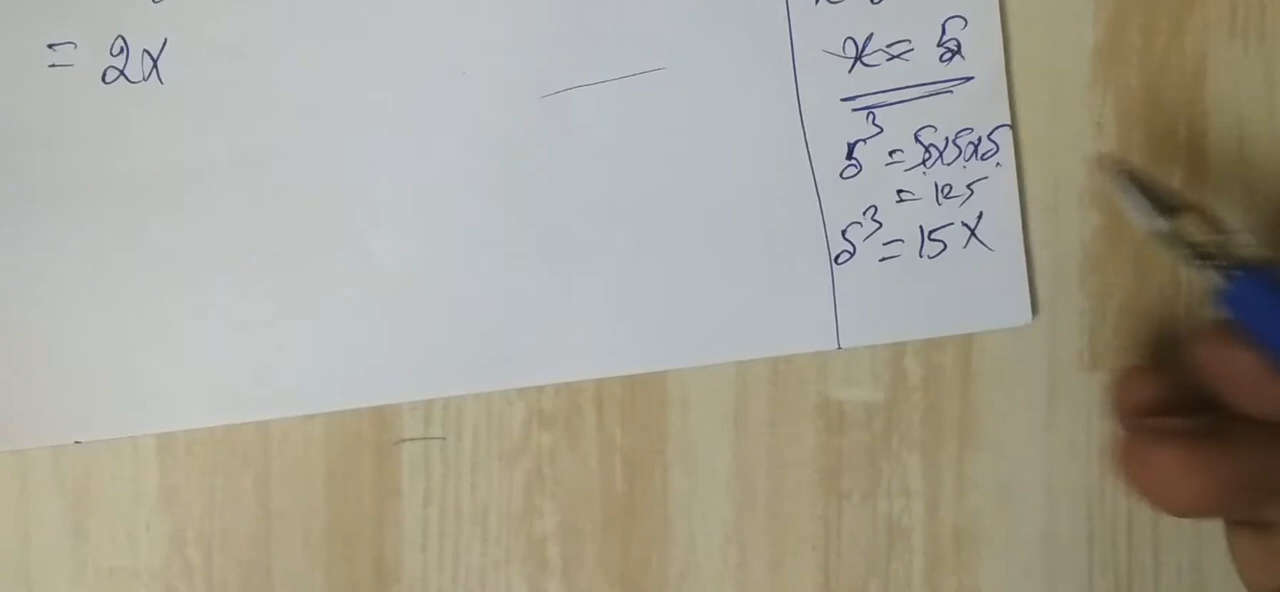 = 2x
x = 5
5³ = 5x5x5
= 125
5³ = 15 X